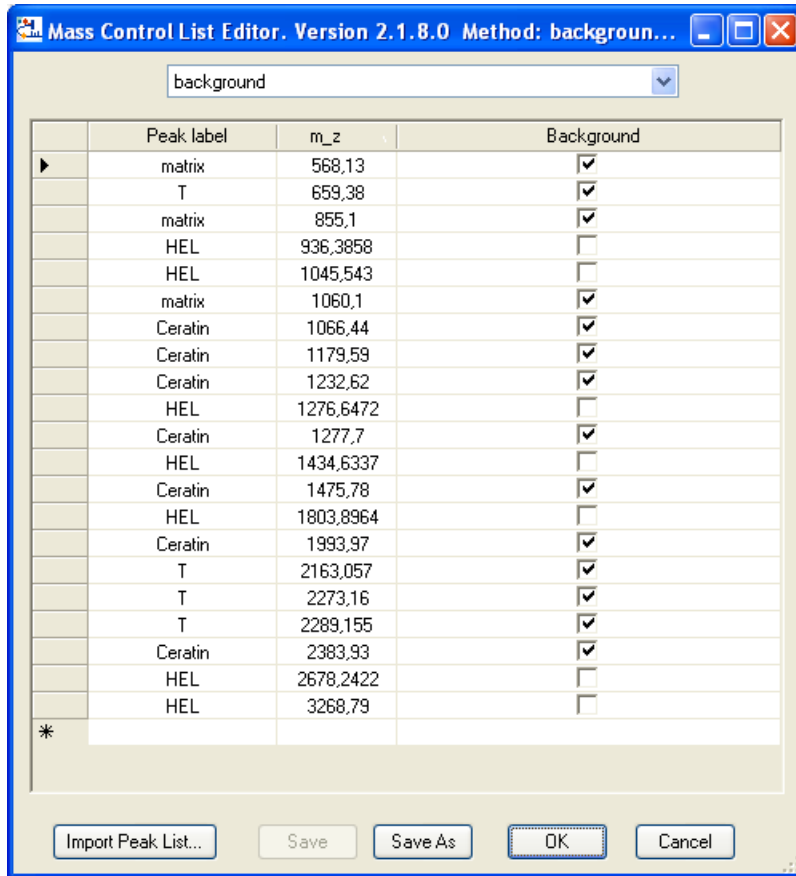 Mass Control List Editor. Version 2.1.8.0 Method: backgroun...
background
Peak label m_z Background
matrix 568,13
T 659,38
matrix 855,1
HEL 936,3858
HEL 1045,543
matrix 1060,1
Ceratin 1066,44
Ceratin 1179,59
Ceratin 1232,62
HEL 1276,6472
Ceratin 1277,7
HEL 1434,6337
Ceratin 1475,78
HEL 1803,8964
Ceratin 1993,97
T 2163,057
T 2273,16
T 2289,155
Ceratin 2383,93
HEL 2678,2422
HEL 3268,79
Import Peak List... Save Save As OK Cancel